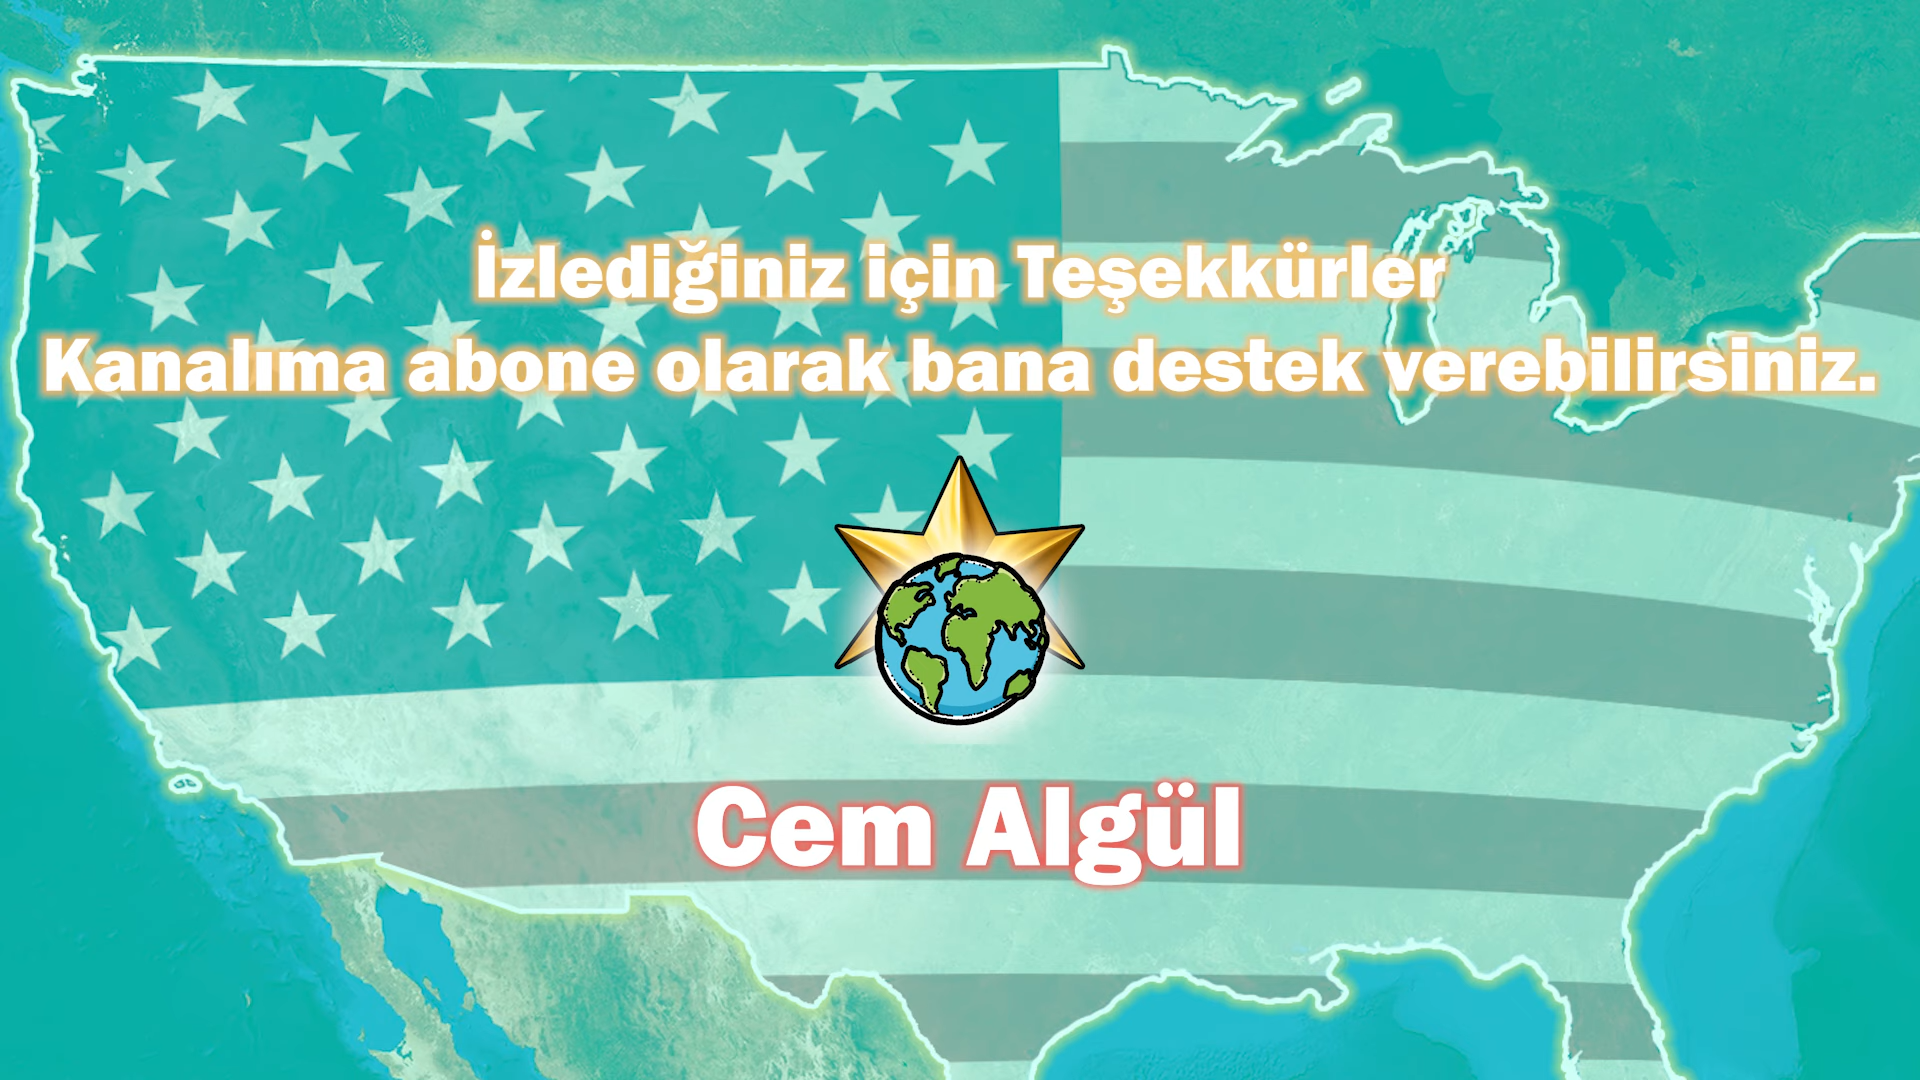 İzlediğiniz için Teşekkürler
Kanalıma abone olarak bana destek verebilirsiniz.
Cem Algül